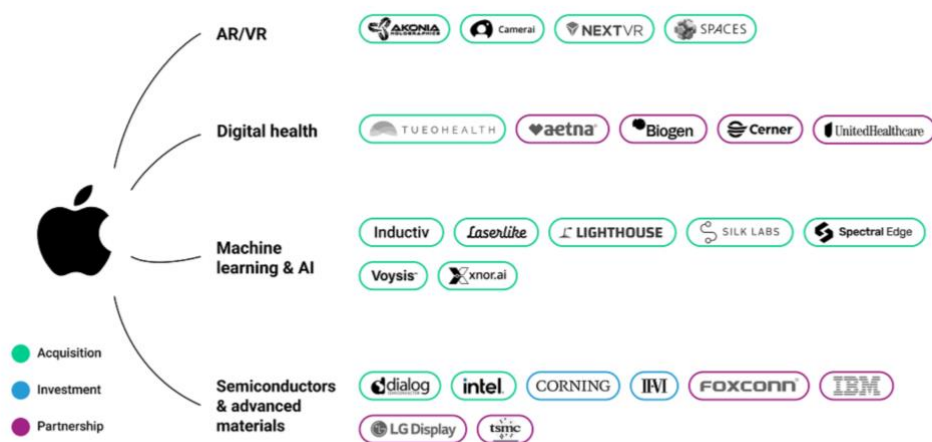 AR/VR
AKONIA
HOLOGRAPHICS
Camerai
NEXTVR
SPACES
Digital health
TUEOHEALTH
aetna®
Biogen
Cerner
UnitedHealthcare
Machine
learning & AI
Inductiv
Laserlike
LIGHTHOUSE
SILK LABS
Spectral Edge
Voysis™
xnor.ai
Acquisition
Investment
Partnership
Semiconductors
& advanced
materials
dialog
SEMICONDUCTOR
intel.
CORNING
II-VI
FOXCONN®
IBM
LG Display
tsmc